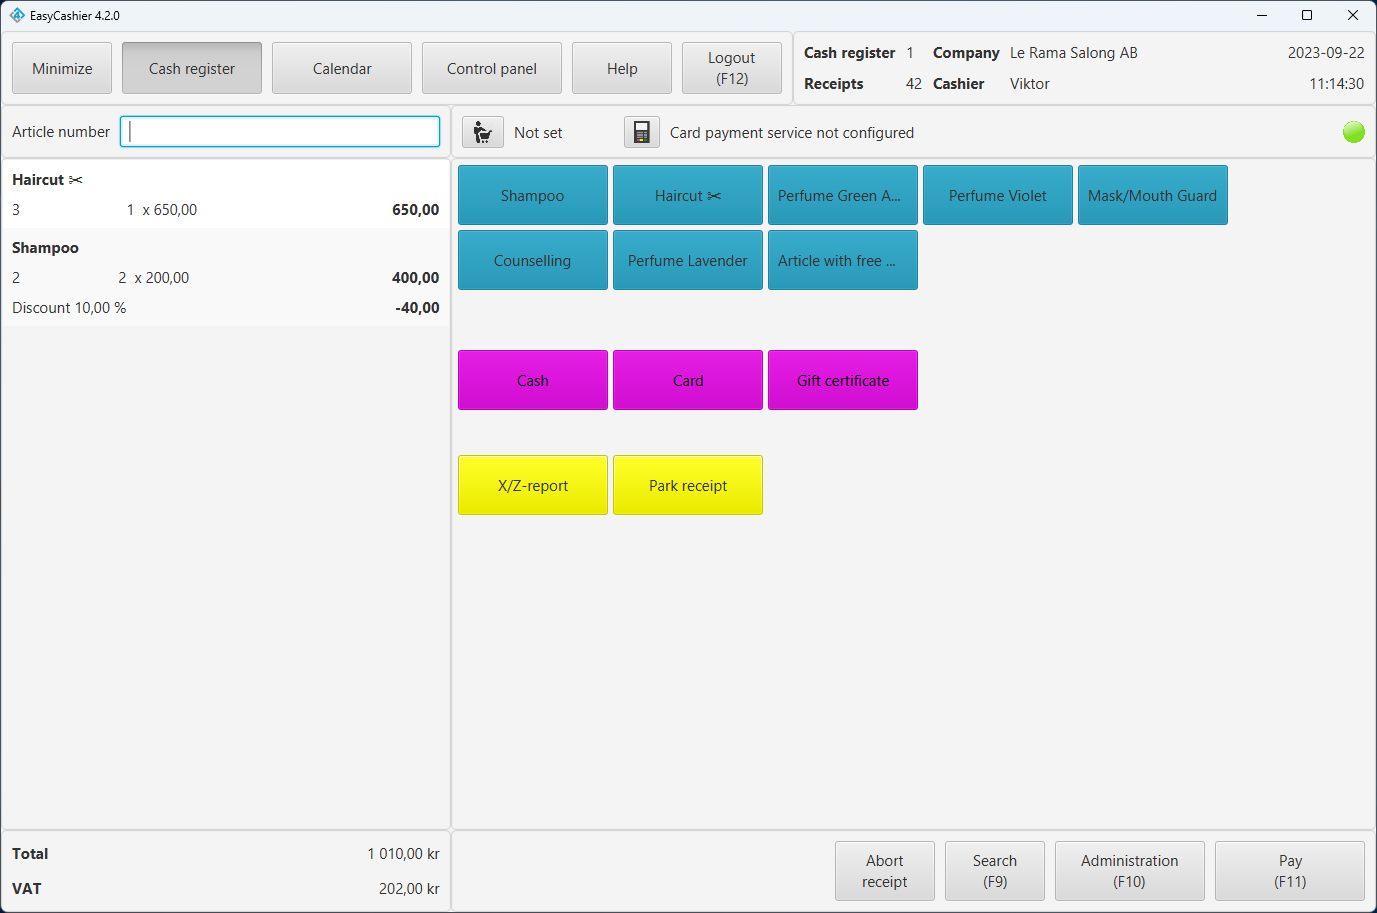 EasyCashier 4.2.0
Minimize
Cash register
Calendar
Control panel
Help
Logout
(F12)
Cash register 1 Company Le Rama Salong AB 2023-09-22
Receipts 42 Cashier Viktor 11:14:30
Article number
Not set
Card payment service not configured
Haircut ✂
3 1 x 650,00 650,00
Shampoo
2 2 x 200,00 400,00
Discount 10,00 % -40,00
Shampoo
Haircut ✂
Perfume Green A...
Perfume Violet
Mask/Mouth Guard
Counselling
Perfume Lavender
Article with free ...
Cash
Card
Gift certificate
X/Z-report
Park receipt
Total 1 010,00 kr
VAT 202,00 kr
Abort
receipt
Search
(F9)
Administration
(F10)
Pay
(F11)